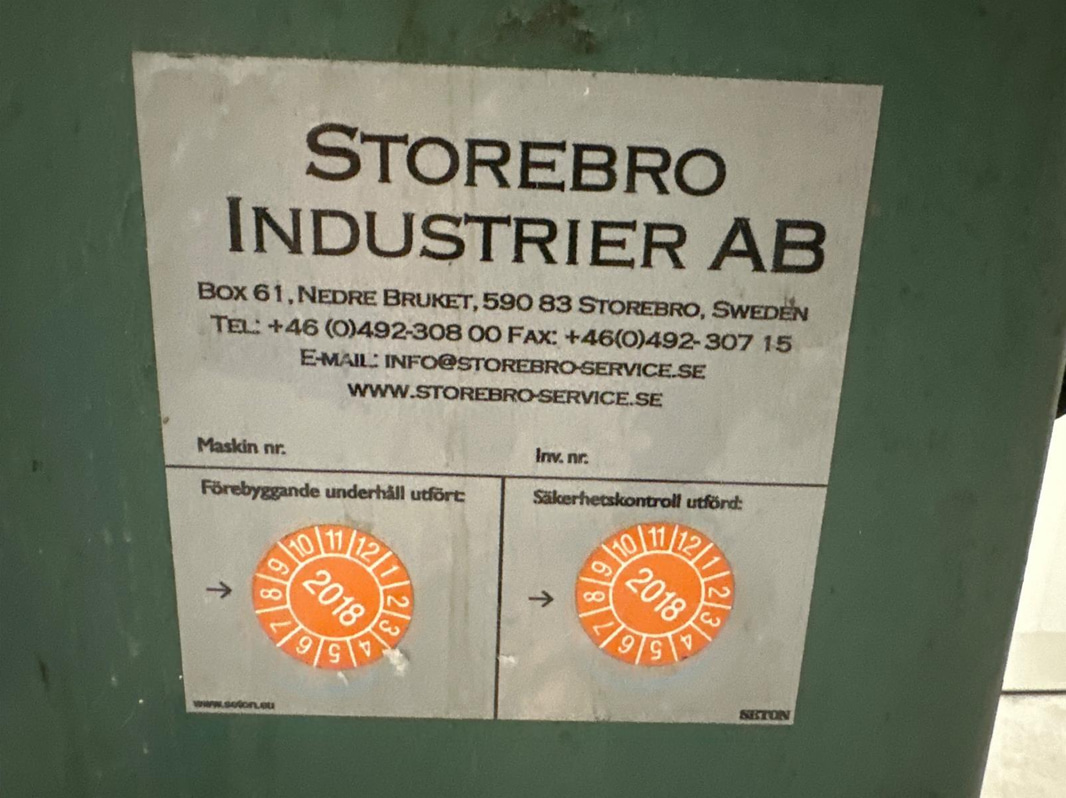 STOREBRO
INDUSTRIER AB
BOX 61, NEDRE BRUKET, 590 83 STOREBRO, SWEDEN
TEL: +46 (0)492-308 00 FAX: +46(0)492-307 15
E-MAIL: INFO@STOREBRO-SERVICE.SE
WWW.STOREBRO-SERVICE.SE
Maskin nr.
Inv. nr.
Förebyggande underhåll utfört:
Säkerhetskontroll utförd:
→
1 2 3 4 5 6 7 8 9 10 11 12
2018
→
1 2 3 4 5 6 7 8 9 10 11 12
2018
www.seton.eu
SETON